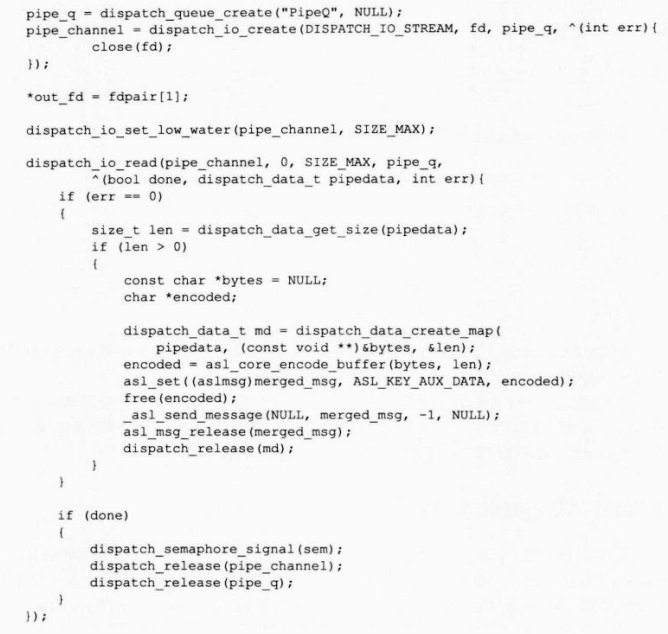 pipe_q = dispatch_queue_create("PipeQ", NULL);
pipe_channel = dispatch_io_create(DISPATCH_IO_STREAM, fd, pipe_q, ^(int err){
        close(fd);
});

*out_fd = fdpair[1];

dispatch_io_set_low_water(pipe_channel, SIZE_MAX);

dispatch_io_read(pipe_channel, 0, SIZE_MAX, pipe_q,
        ^(bool done, dispatch_data_t pipedata, int err){
    if (err == 0)
    {
        size_t len = dispatch_data_get_size(pipedata);
        if (len > 0)
        {
            const char *bytes = NULL;
            char *encoded;

            dispatch_data_t md = dispatch_data_create_map(
                pipedata, (const void **)&bytes, &len);
            encoded = asl_core_encode_buffer(bytes, len);
            asl_set((aslmsg)merged_msg, ASL_KEY_AUX_DATA, encoded);
            free(encoded);
            _asl_send_message(NULL, merged_msg, -1, NULL);
            asl_msg_release(merged_msg);
            dispatch_release(md);
        }
    }

    if (done)
    {
        dispatch_semaphore_signal(sem);
        dispatch_release(pipe_channel);
        dispatch_release(pipe_q);
    }
});